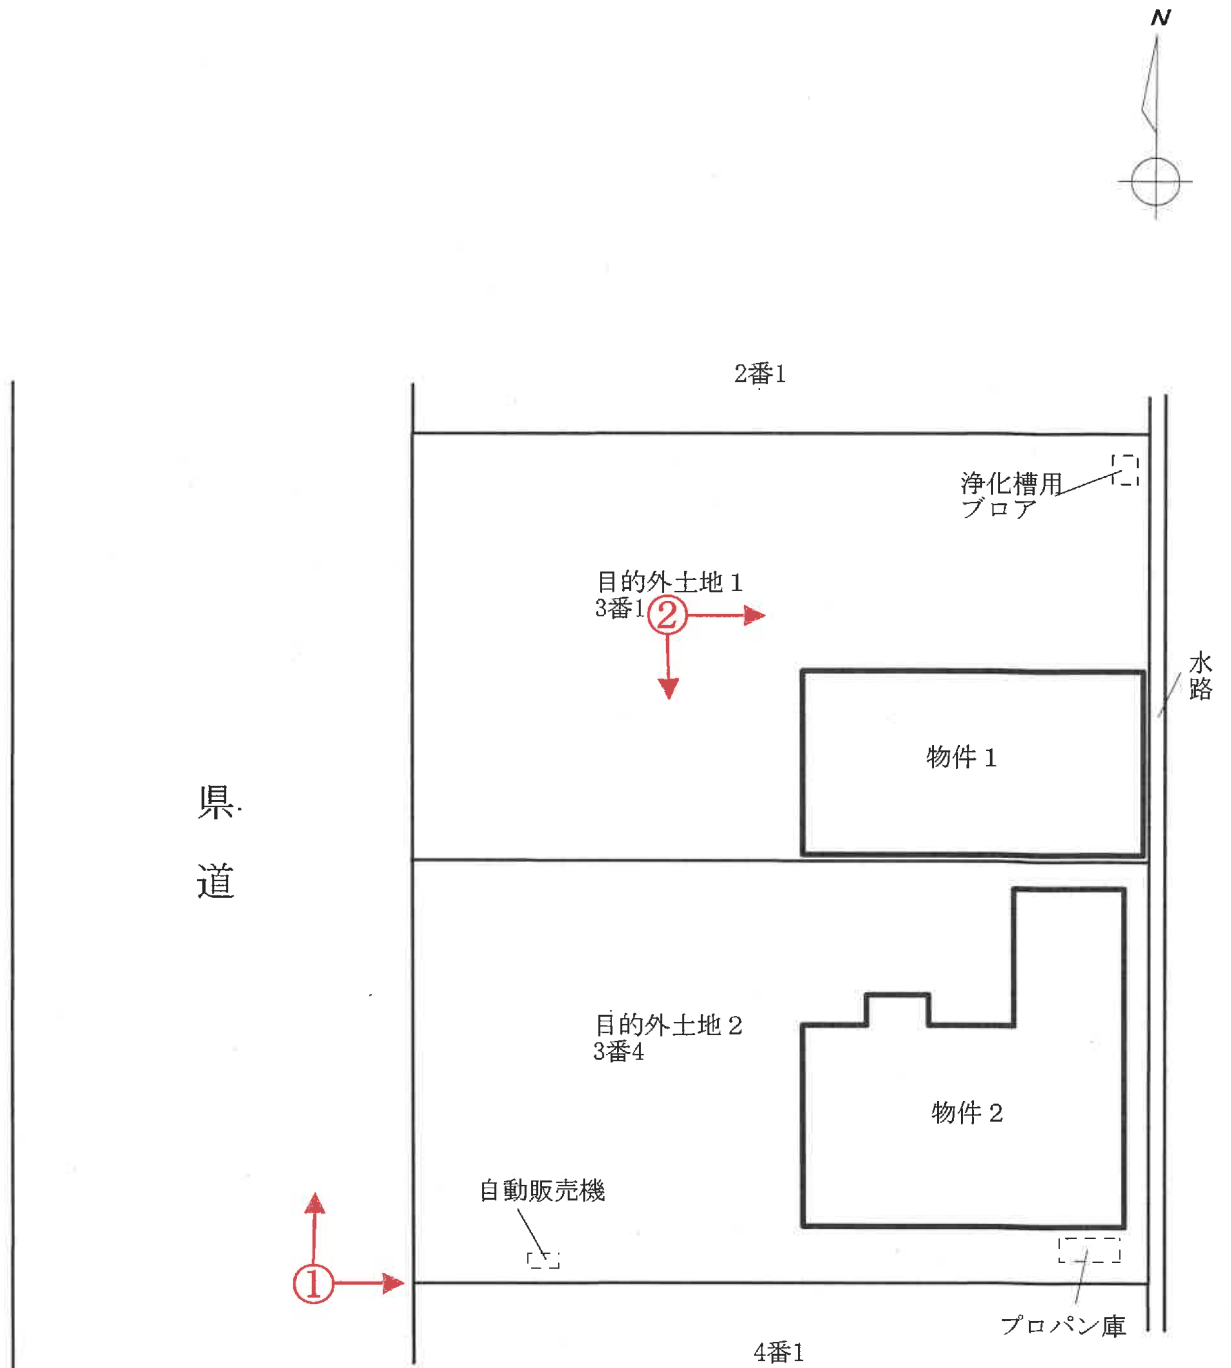 N
2番1
浄化槽用
ブロア
目的外土地1
3番1
②
水
路
物件1
県
道
目的外土地2
3番4
物件2
自動販売機
①
プロパン庫
4番1